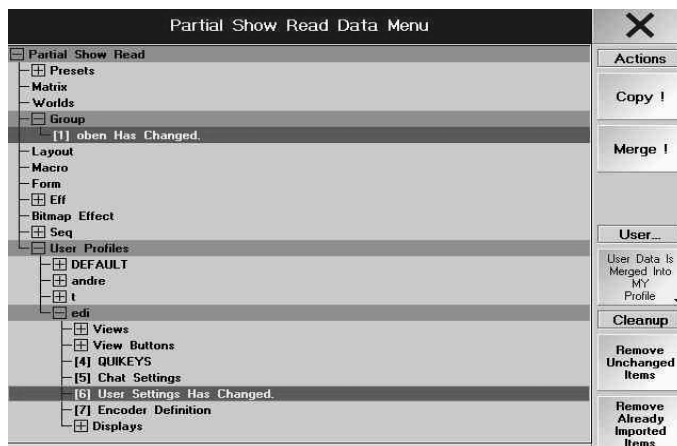 Partial Show Read Data Menu
Partial Show Read
Presets
Matrix
Worlds
Group
[1] oben Has Changed.
Layout
Macro
Form
Eff
Bitmap Effect
Seq
User Profiles
DEFAULT
andre
t
edi
Views
View Buttons
[4] QUIKEYS
[5] Chat Settings
[6] User Settings Has Changed.
[7] Encoder Definition
Displays
Actions
Copy !
Merge !
User...
User Data Is
Merged Into
MY
Profile
Cleanup
Remove
Unchanged
Items
Remove
Already
Imported
Items